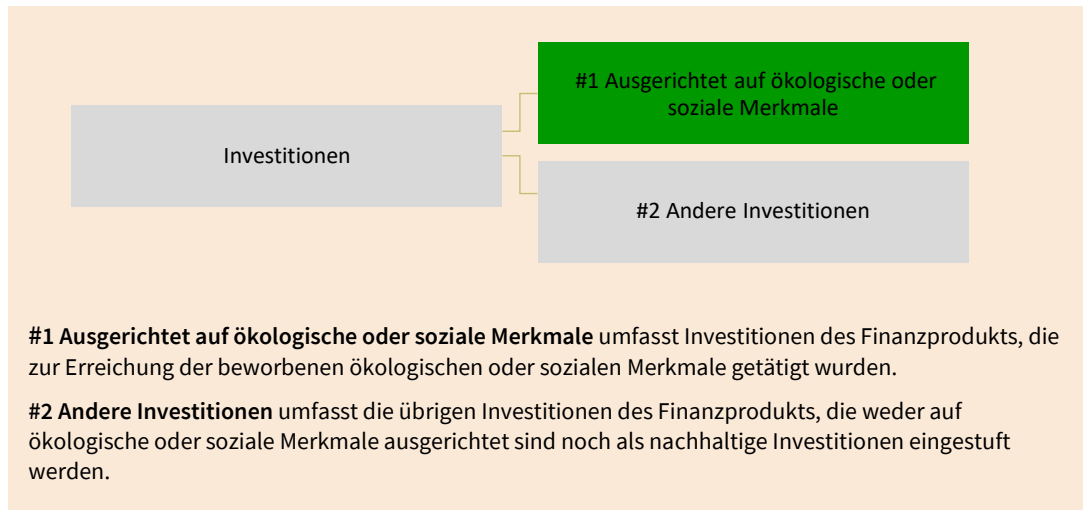 #1 Ausgerichtet auf ökologische oder
soziale Merkmale
Investitionen
#2 Andere Investitionen
#1 Ausgerichtet auf ökologische oder soziale Merkmale umfasst Investitionen des Finanzprodukts, die
zur Erreichung der beworbenen ökologischen oder sozialen Merkmale getätigt wurden.
#2 Andere Investitionen umfasst die übrigen Investitionen des Finanzprodukts, die weder auf
ökologische oder soziale Merkmale ausgerichtet sind noch als nachhaltige Investitionen eingestuft
werden.